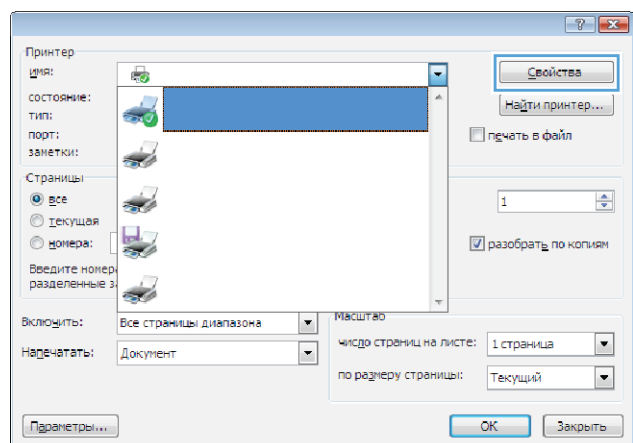 Принтер
имя:
Свойства
состояние:
Найти принтер...
тип:
порт:
печать в файл
заметки:
Страницы
все
1
текущая
номера:
разобрать по копиям
Введите номер
разделенные з
Включить:
Все страницы диапазона
Масштаб
число страниц на листе:
1 страница
Напечатать:
Документ
по размеру страницы:
Текущий
Параметры...
OK
Закрыть